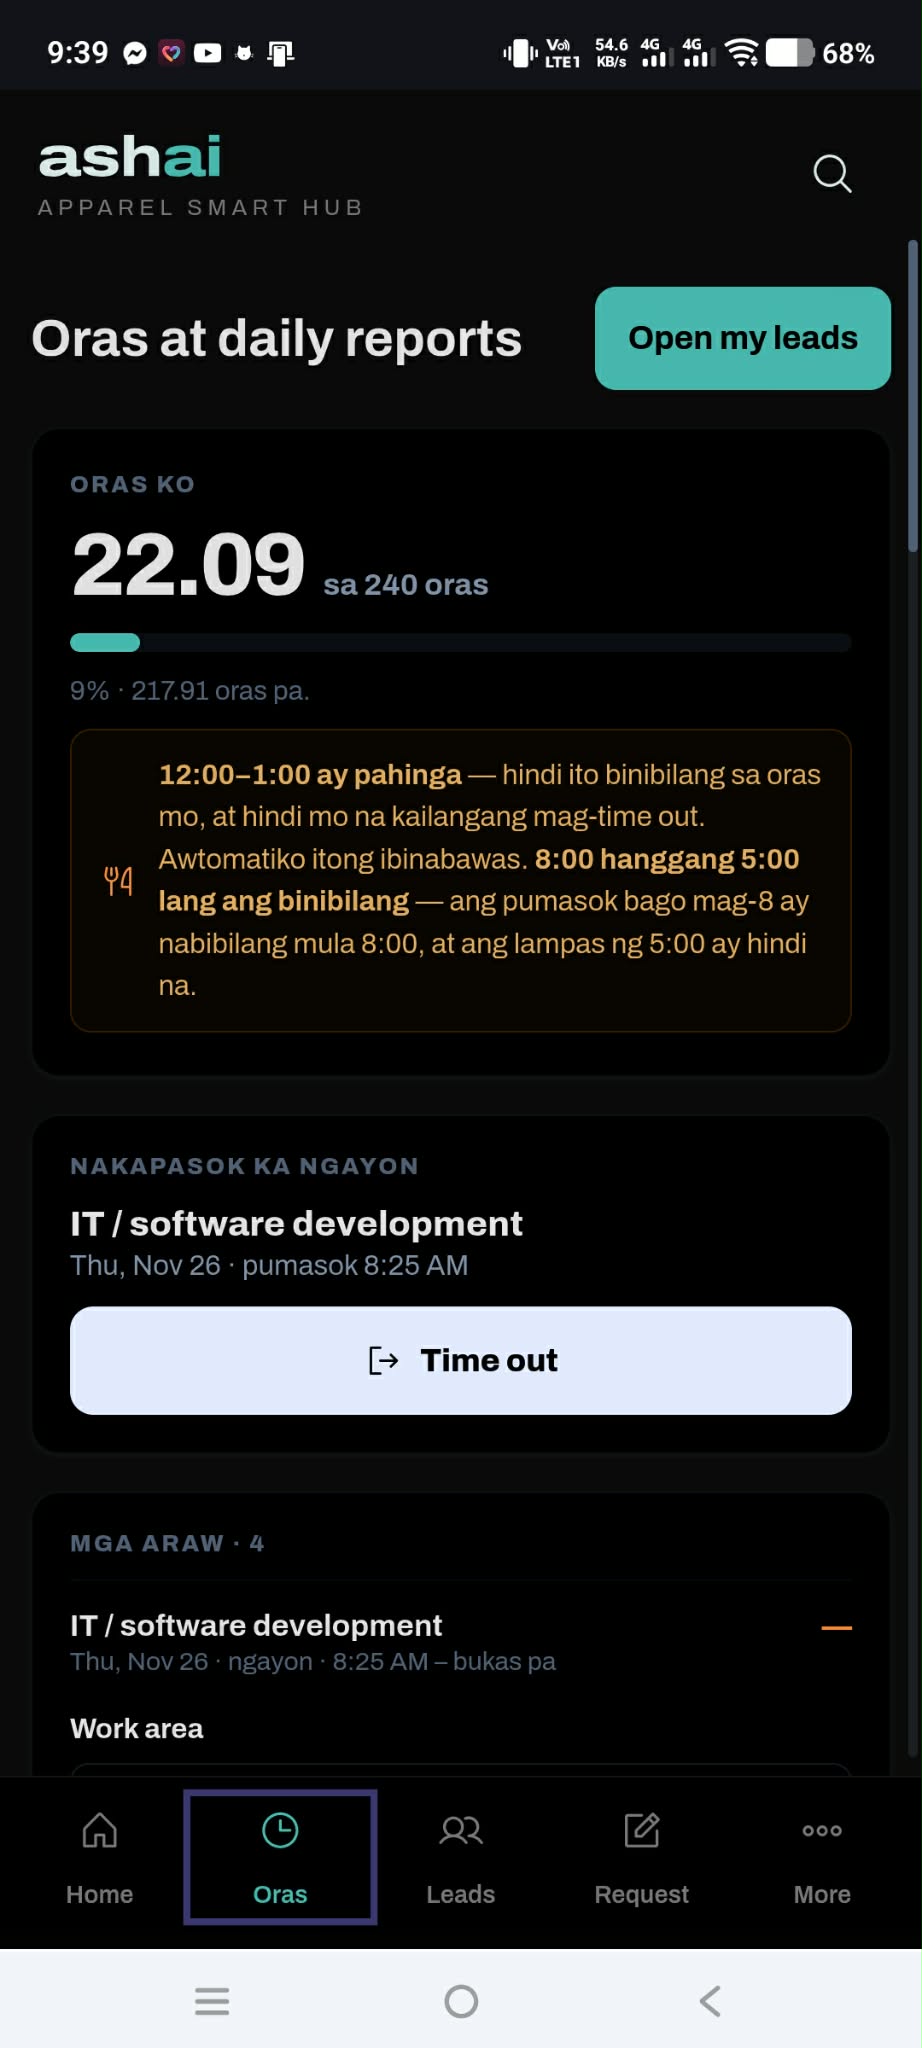 9:39
Vo)) LTE1
54.6 KB/s
4G
4G
68%
ashai
APPAREL SMART HUB
Oras at daily reports
Open my leads
ORAS KO
22.09 sa 240 oras
9% · 217.91 oras pa.
12:00–1:00 ay pahinga — hindi ito binibilang sa oras
mo, at hindi mo na kailangang mag-time out.
Awtomatiko itong ibinabawas. 8:00 hanggang 5:00
lang ang binibilang — ang pumasok bago mag-8 ay
nabibilang mula 8:00, at ang lampas ng 5:00 ay hindi
na.
NAKAPASOK KA NGAYON
IT / software development
Thu, Nov 26 · pumasok 8:25 AM
Time out
MGA ARAW · 4
IT / software development —
Thu, Nov 26 · ngayon · 8:25 AM – bukas pa
Work area
Home
Oras
Leads
Request
More